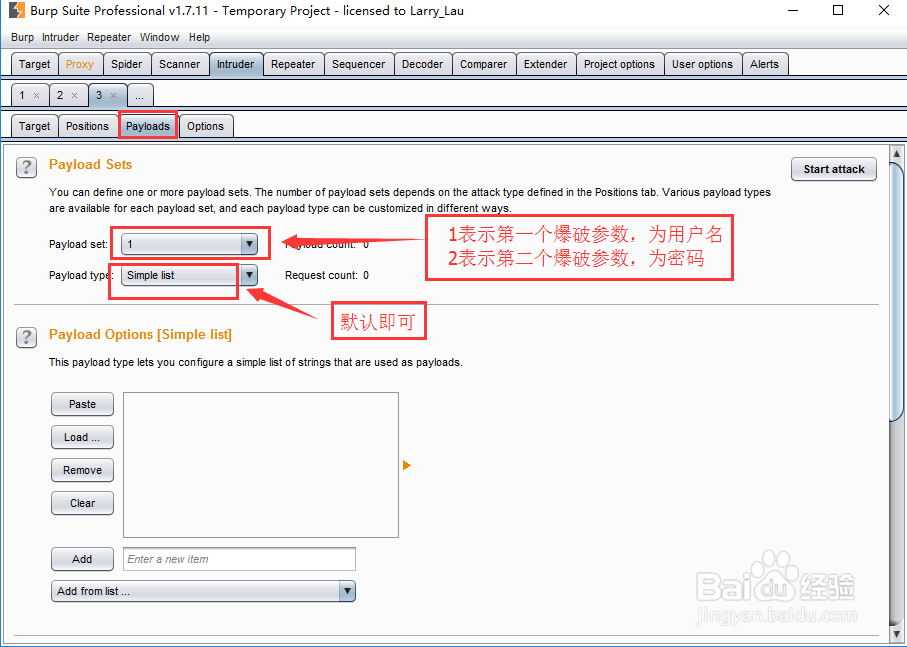 Burp Suite Professional v1.7.11 - Temporary Project - licensed to Larry_Lau
Burp Intruder Repeater Window Help
Target Proxy Spider Scanner Intruder Repeater Sequencer Decoder Comparer Extender Project options User options Alerts
1 × 2 × 3 × ...
Target Positions Payloads Options
? Payload Sets
Start attack
You can define one or more payload sets. The number of payload sets depends on the attack type defined in the Positions tab. Various payload types
are available for each payload set, and each payload type can be customized in different ways.
Payload set: 1 Payload count: 0
1表示第一个爆破参数，为用户名
2表示第二个爆破参数，为密码
Payload type: Simple list Request count: 0
默认即可
? Payload Options [Simple list]
This payload type lets you configure a simple list of strings that are used as payloads.
Paste
Load ...
Remove
Clear
Add Enter a new item
Add from list ...
Baidu 经验
jingyan.baidu.com